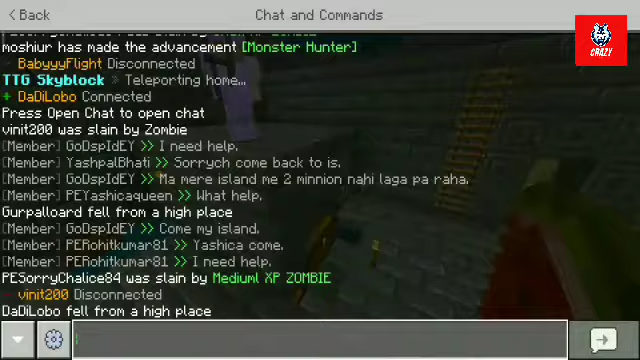 Back
Chat and Commands
CRAZY
moshiur has made the advancement [Monster Hunter]
- BabyyyFlight Disconnected
TTG Skyblock » Teleporting home...
+ DaDiLobo Connected
Press Open Chat to open chat
vinit200 was slain by Zombie
[Member] GoDspIdEY >> I need help.
[Member] YashpalBhati >> Sorrych come back to is.
[Member] GoDspIdEY >> Ma mere island me 2 minnion nahi laga pa raha.
[Member] PEYashicaqueen >> What help.
Gurpalloard fell from a high place
[Member] GoDspIdEY >> Come my island.
[Member] PERohitkumar81 >> Yashica come.
[Member] PERohitkumar81 >> I need help.
PESorryChalice84 was slain by Mediuml XP ZOMBIE
- vinit200 Disconnected
DaDiLobo fell from a high place